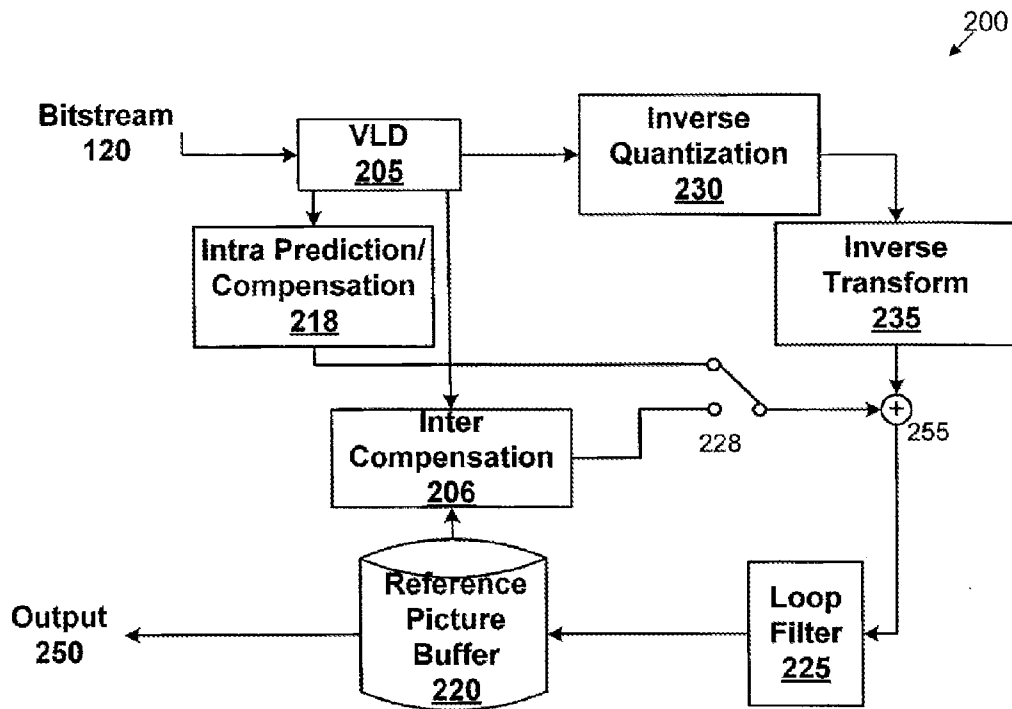 200
Bitstream
120
VLD
205
Inverse
Quantization
230
Intra Prediction/
Compensation
218
Inverse
Transform
235
Inter
Compensation
206
228
+
255
Reference
Picture
Buffer
220
Loop
Filter
225
Output
250